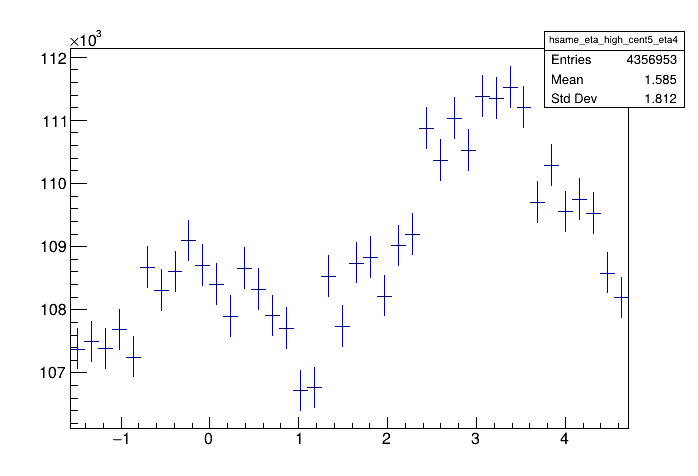 ×10³
hsame_eta_high_cent5_eta4
Entries 4356953
Mean 1.585
Std Dev 1.812
112
111
110
109
108
107
−1 0 1 2 3 4